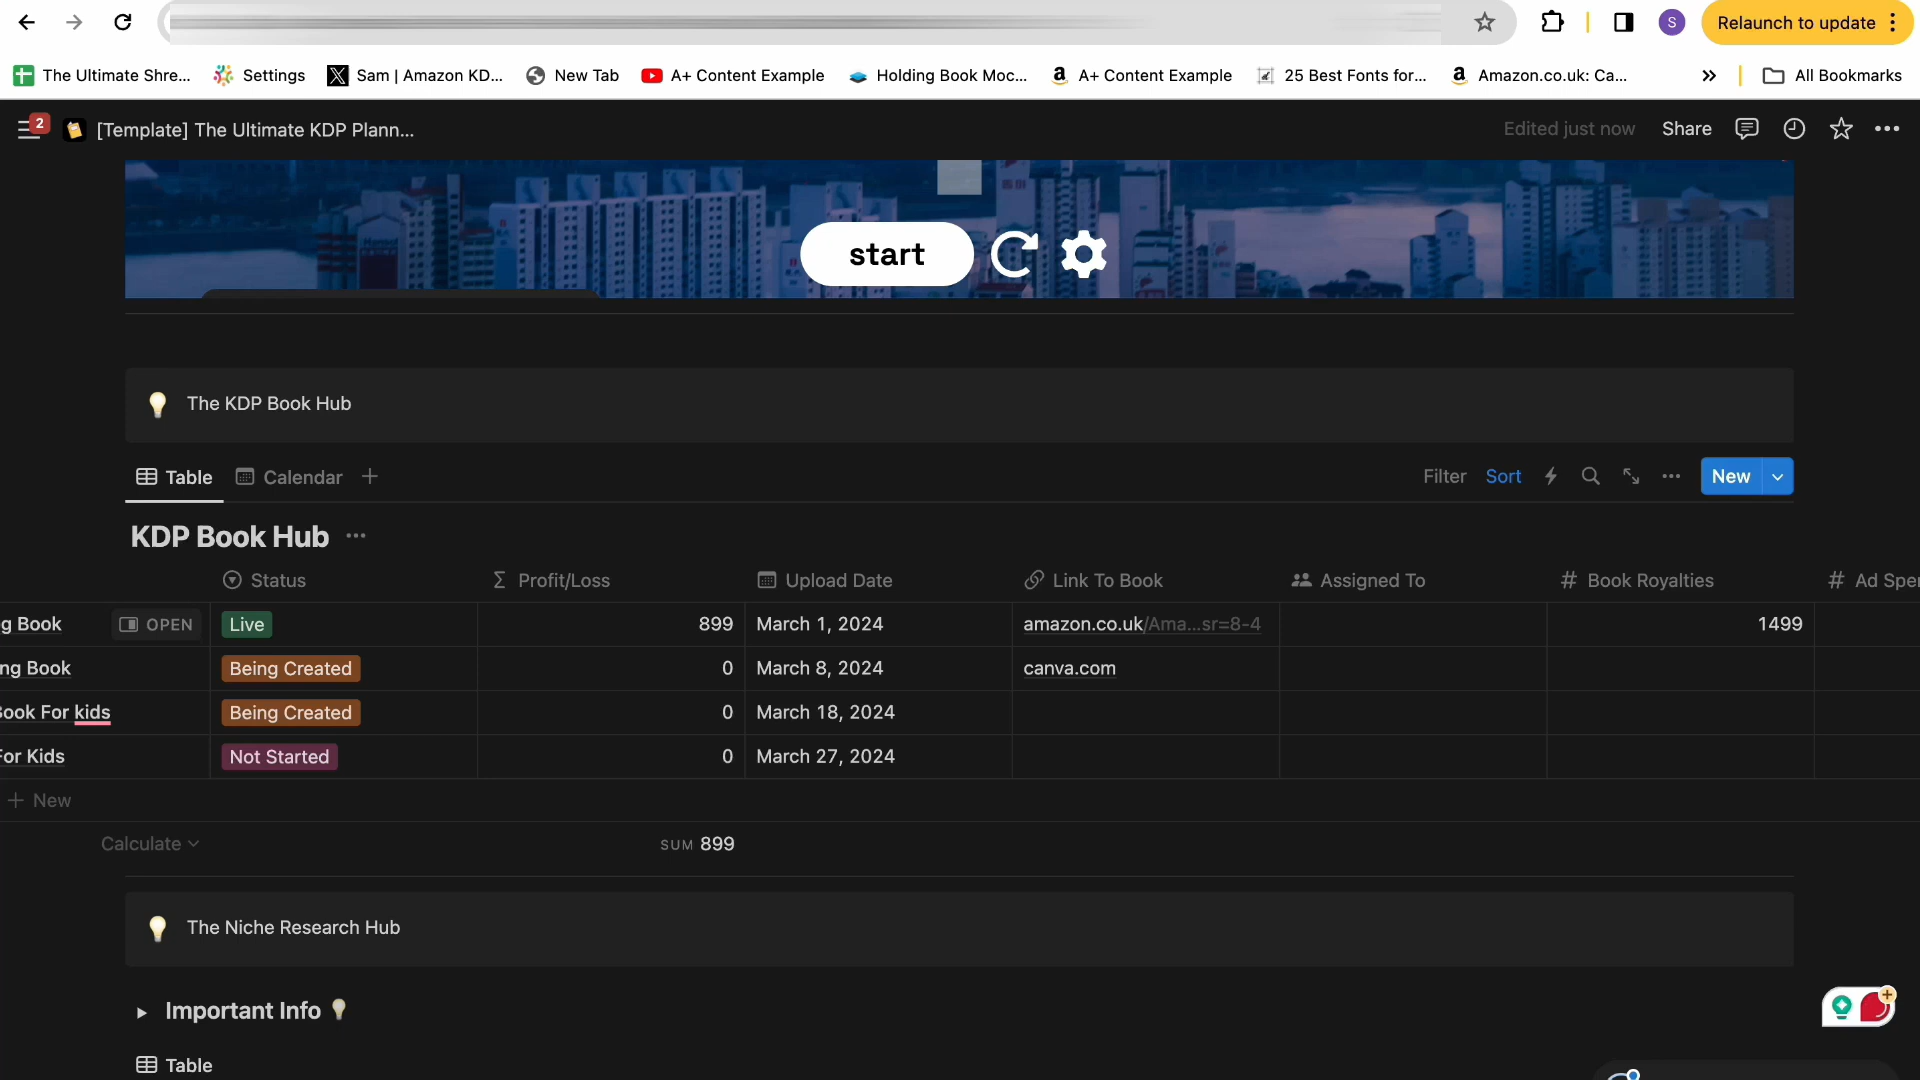 S
Relaunch to update
The Ultimate Shre...
Settings
Sam | Amazon KD...
New Tab
A+ Content Example
Holding Book Moc...
A+ Content Example
25 Best Fonts for...
Amazon.co.uk: Ca...
All Bookmarks
2
[Template] The Ultimate KDP Plann...
Edited just now
Share
start
The KDP Book Hub
Table
Calendar
Filter
Sort
New
KDP Book Hub
Status
Profit/Loss
Upload Date
Link To Book
Assigned To
Book Royalties
Ad Spe
g Book OPEN Live 899 March 1, 2024 amazon.co.uk/Ama...sr=8-4 1499
ng Book Being Created 0 March 8, 2024 canva.com
Book For kids Being Created 0 March 18, 2024
For Kids Not Started 0 March 27, 2024
New
Calculate
SUM 899
The Niche Research Hub
Important Info
Table